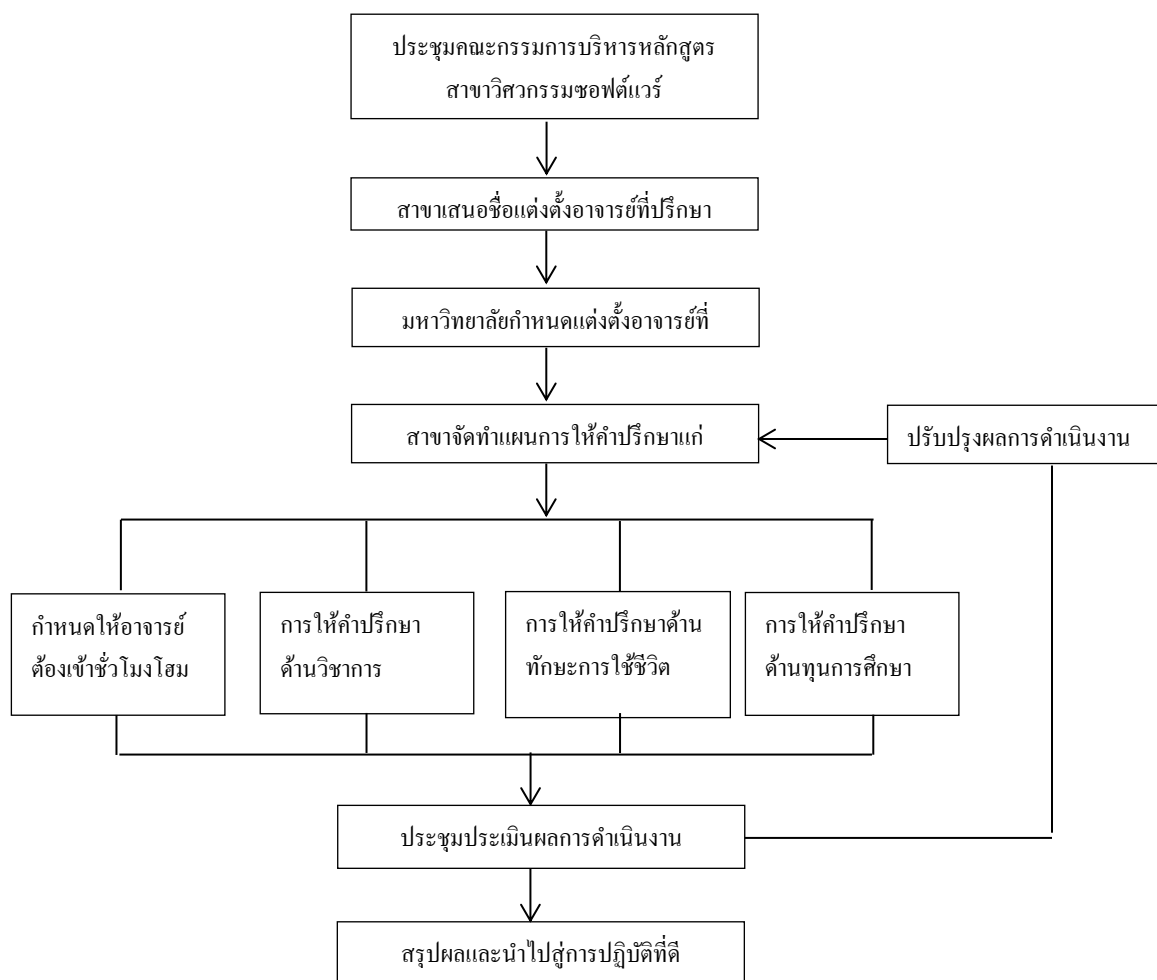 ประชุมคณะกรรมการบริหารหลักสูตร
สาขาวิศวกรรมซอฟต์แวร์
สาขาเสนอชื่อแต่งตั้งอาจารย์ที่ปรึกษา
มหาวิทยาลัยกำหนดแต่งตั้งอาจารย์ที่
สาขาจัดทำแผนการให้คำปรึกษาแก่
ปรับปรุงผลการดำเนินงาน
กำหนดให้อาจารย์
ต้องเข้าชั่วโมงโฮม
การให้คำปรึกษา
ด้านวิชาการ
การให้คำปรึกษาด้าน
ทักษะการใช้ชีวิต
การให้คำปรึกษา
ด้านทุนการศึกษา
ประชุมประเมินผลการดำเนินงาน
สรุปผลและนำไปสู่การปฏิบัติที่ดี